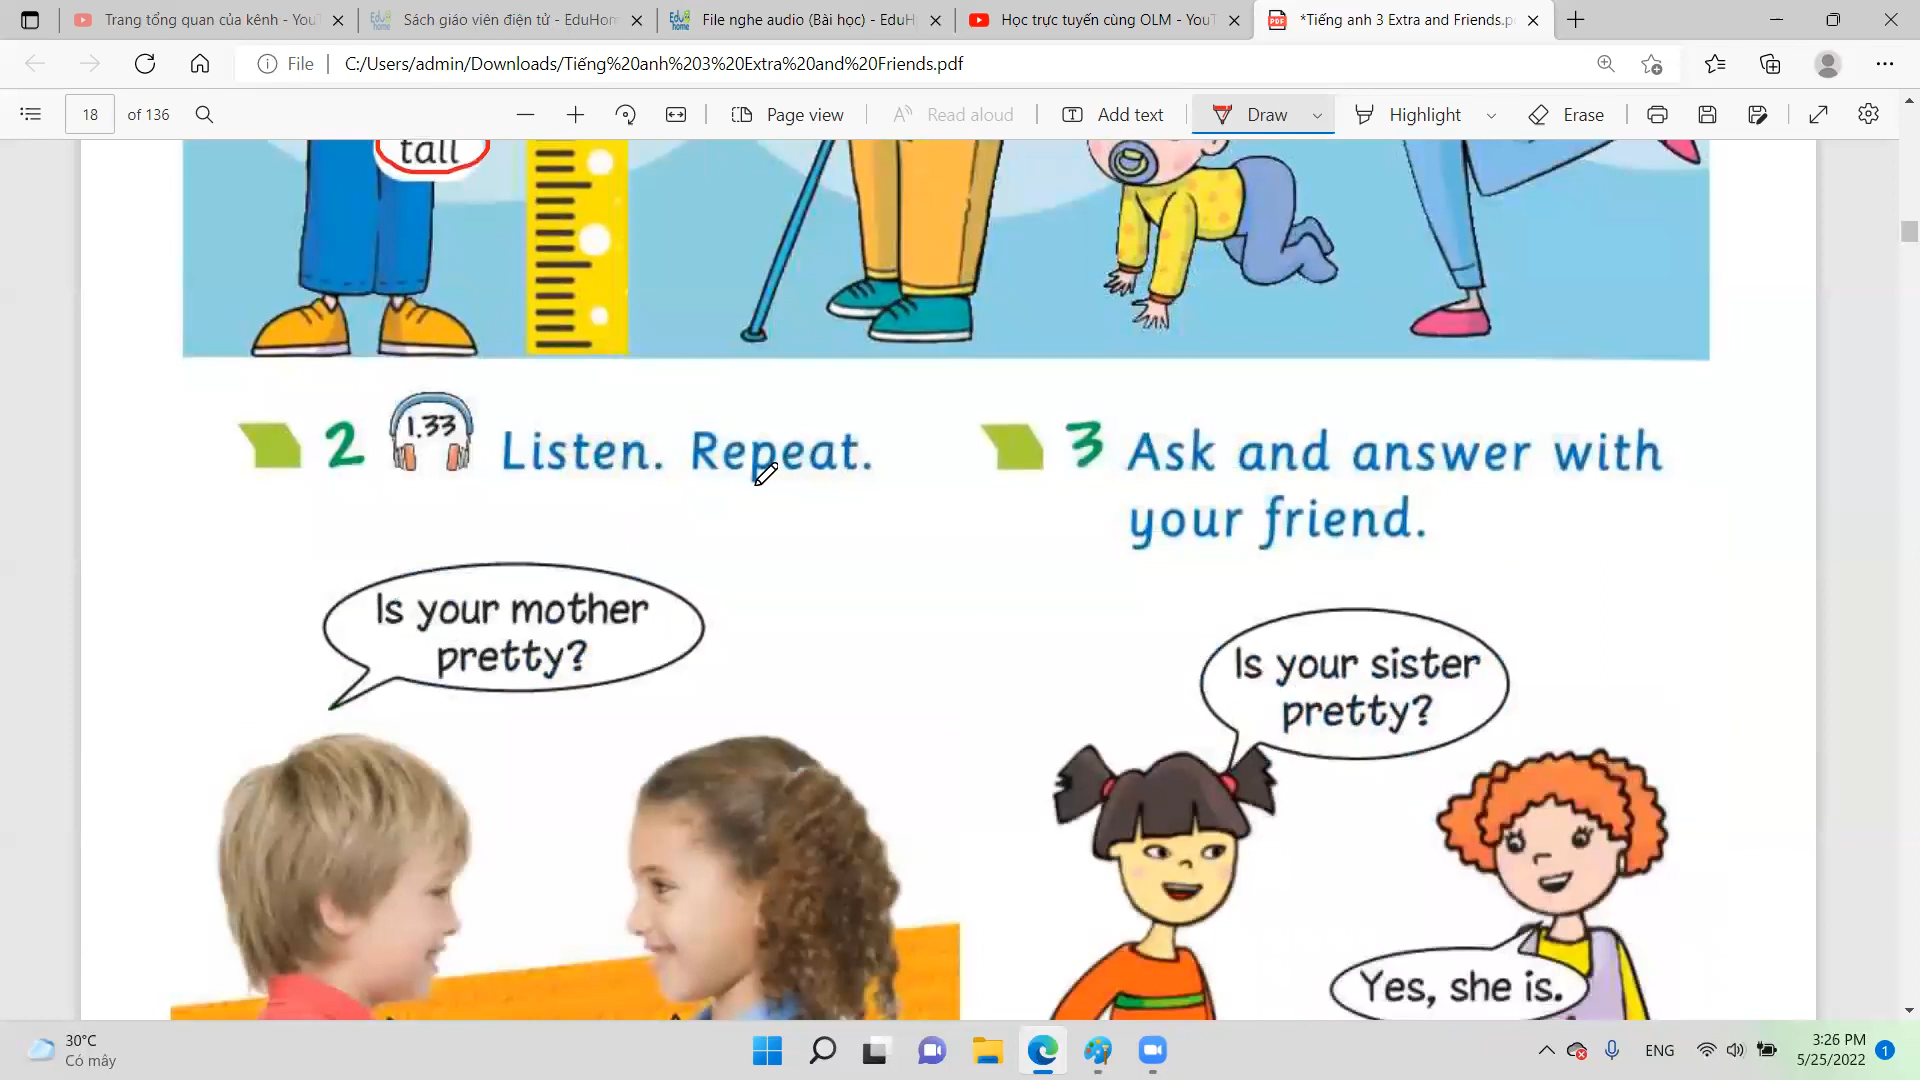 Trang tổng quan của kênh - YouT
Sách giáo viên điện tử - EduHom
File nghe audio (Bài học) - EduH
Học trực tuyến cùng OLM - YouT
*Tiếng anh 3 Extra and Friends.p
File
C:/Users/admin/Downloads/Tiếng%20anh%203%20Extra%20and%20Friends.pdf
18 of 136
Page view
Read aloud
Add text
Draw
Highlight
Erase
tall
2 1.33 Listen. Repeat.
3 Ask and answer with
your friend.
Is your mother
pretty?
Is your sister
pretty?
Yes, she is.
30°C
Có mây
ENG
3:26 PM
5/25/2022
1